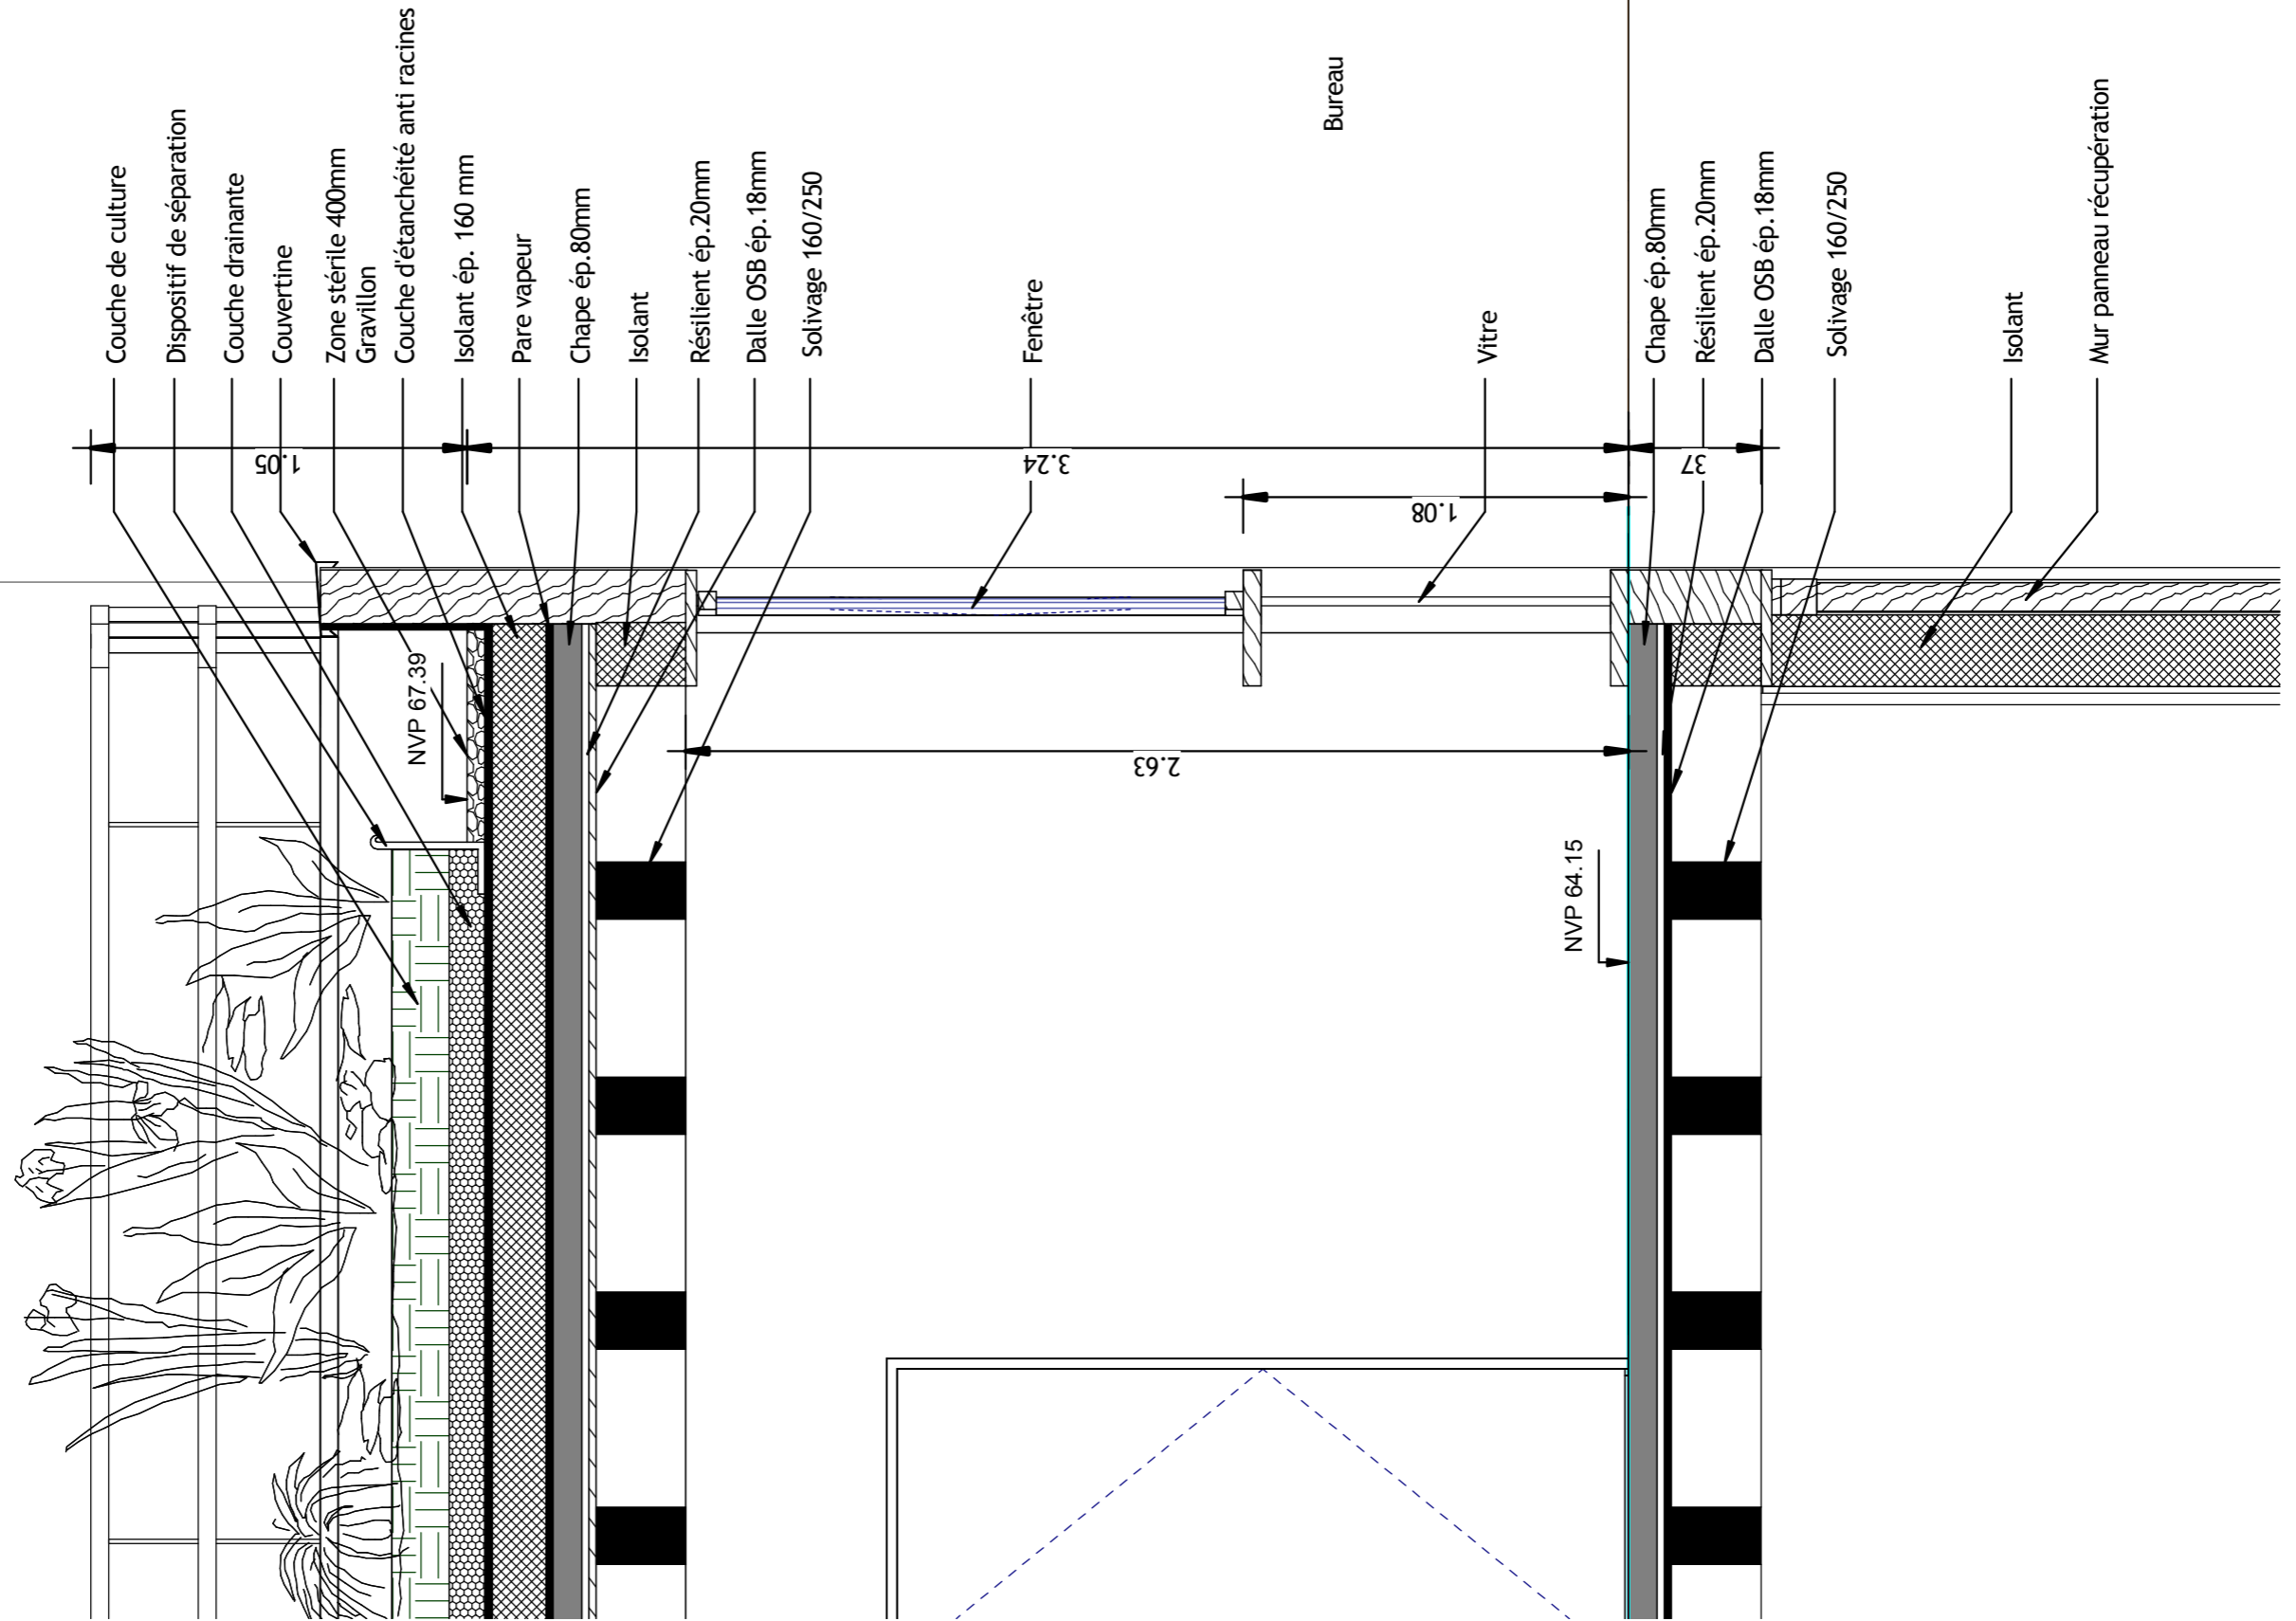 Couche de culture
Dispositif de séparation
Couche drainante
Couvertine
Zone stérile 400mm
Gravillon
Couche d'étanchéité anti racines
Isolant ép. 160 mm
Pare vapeur
Chape ép.80mm
Isolant
Résilient ép.20mm
Dalle OSB ép.18mm
Solivage 160/250
Fenêtre
Bureau
Vitre
Chape ép.80mm
Résilient ép.20mm
Dalle OSB ép.18mm
Solivage 160/250
Isolant
Mur panneau récupération
1.05
3.24
37
1.08
NVP 67.39
2.63
NVP 64.15